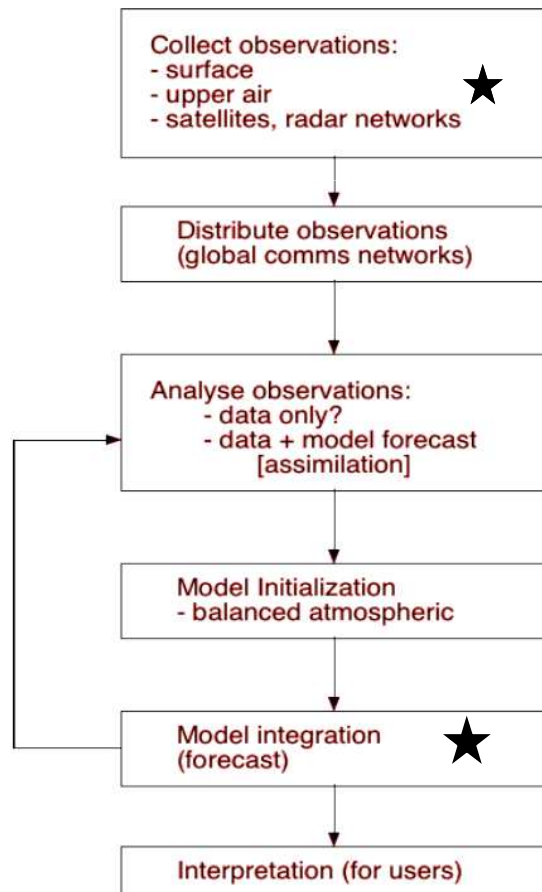 Collect observations:
- surface
- upper air
- satellites, radar networks
Distribute observations
(global comms networks)
Analyse observations:
- data only?
- data + model forecast
[assimilation]
Model Initialization
- balanced atmospheric
Model integration
(forecast)
Interpretation (for users)